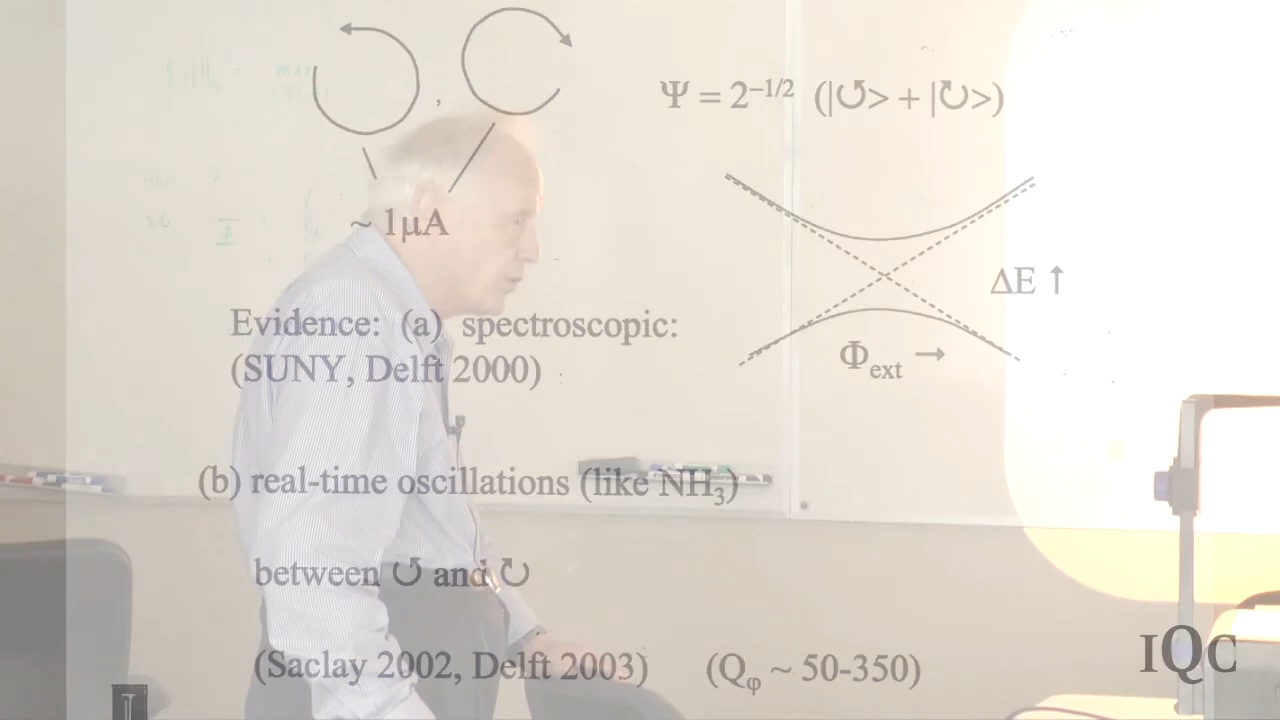 Ψ = 2–1/2 (|↺> + |↻>)
,
~ 1μA
ΔE ↑
Evidence: (a) spectroscopic:
(SUNY, Delft 2000)
Φext →
(b) real-time oscillations (like NH3)
between ↺ and ↻
(Saclay 2002, Delft 2003) (Qφ ~ 50-350)
IQC
I